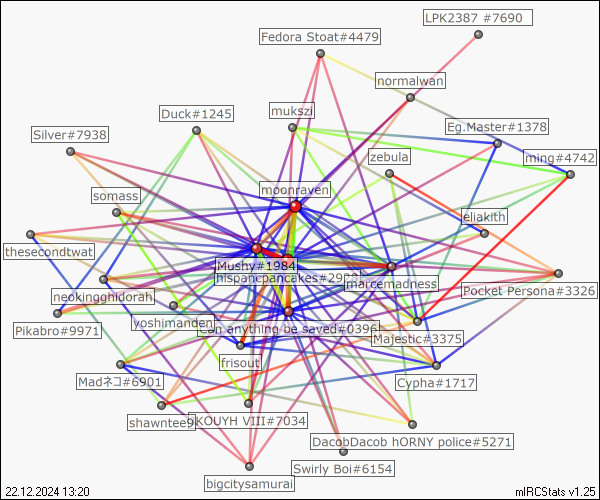 LPK2387 #7690
Fedora Stoat#4479
normalwan
Duck#1245
mukszi
Eg.Master#1378
Silver#7938
zebula
ming#4742
moonraven
somass
eliakith
thesecondtwat
Mushy#1984
hispanicpancakes#2903
marcemadness
neokingghidorah
Pocket Persona#3326
Pikabro#9971
yoshimanden
Can anything be saved#0396
Majestic#3375
frisout
Madネコ#6901
Cypha#1717
shawntee9
KOUYH VIII#7034
DacobDacob hORNY police#5271
Swirly Boi#6154
bigcitysamurai
22.12.2024 13:20
mIRCStats v1.25